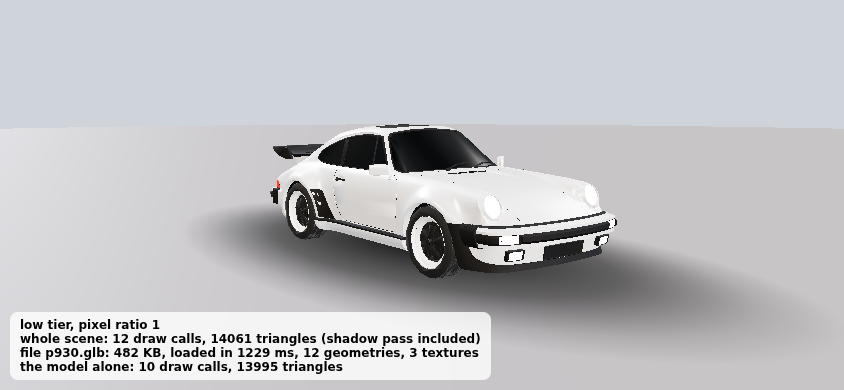 low tier, pixel ratio 1
whole scene: 12 draw calls, 14061 triangles (shadow pass included)
file p930.glb: 482 KB, loaded in 1229 ms, 12 geometries, 3 textures
the model alone: 10 draw calls, 13995 triangles